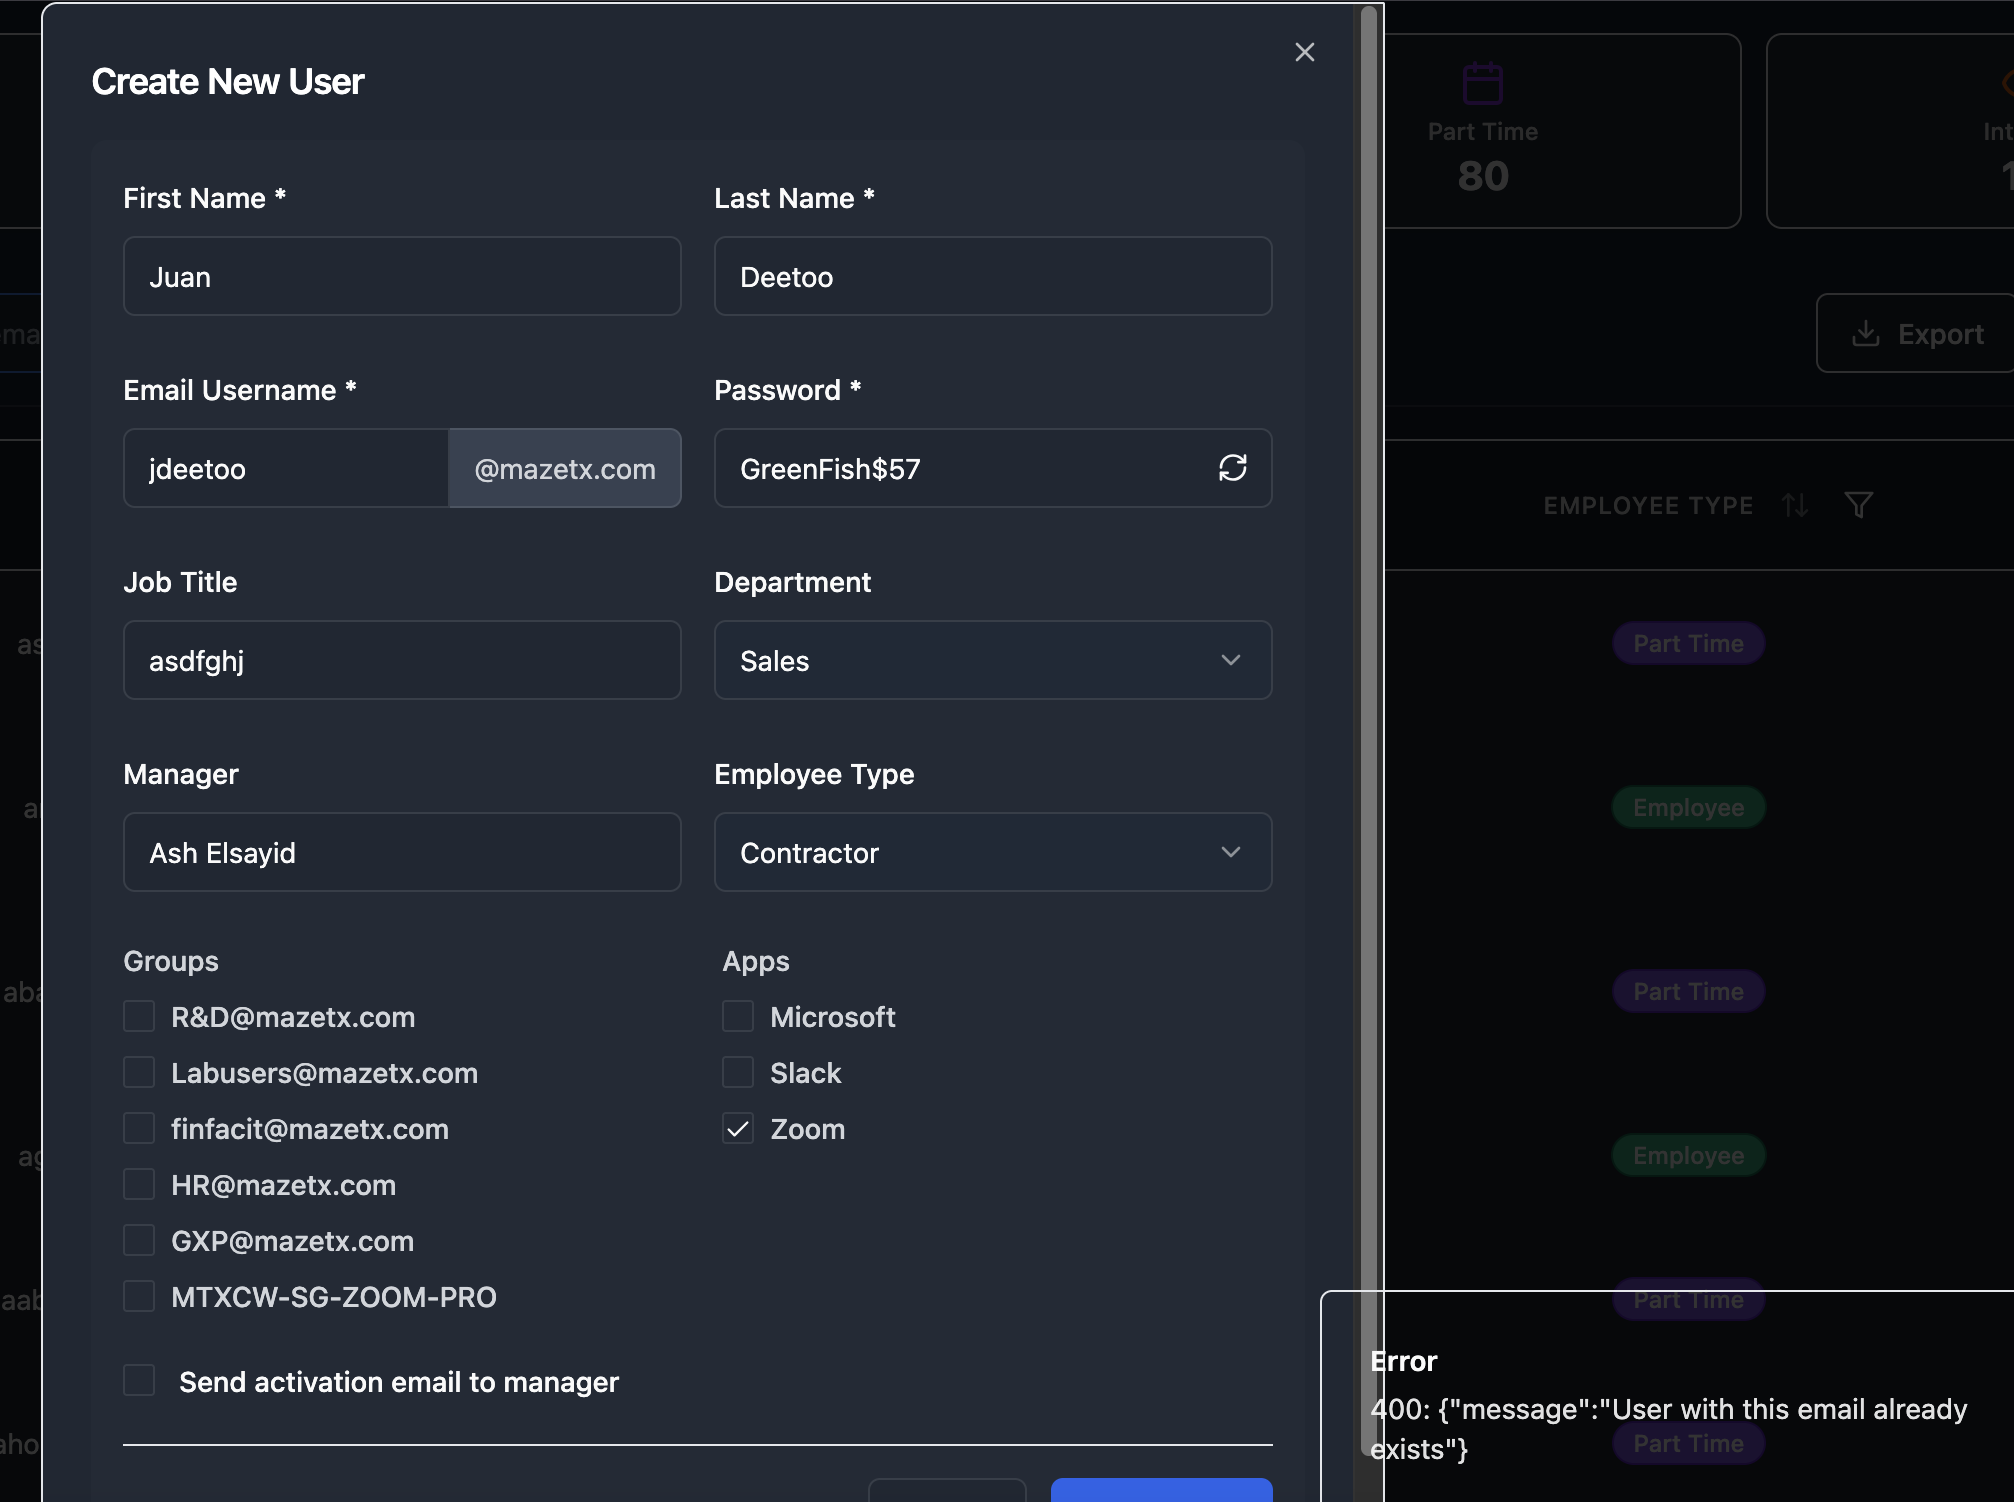 Create New User
Part Time
80
Int
First Name *
Last Name *
Juan
Deetoo
Export
Email Username *
Password *
jdeetoo
@mazetx.com
GreenFish$57
EMPLOYEE TYPE
Job Title
Department
asdfghj
Sales
Part Time
Manager
Employee Type
Ash Elsayid
Contractor
Employee
Groups
Apps
R&D@mazetx.com
Microsoft
Part Time
Labusers@mazetx.com
Slack
finfacit@mazetx.com
Zoom
Employee
HR@mazetx.com
GXP@mazetx.com
MTXCW-SG-ZOOM-PRO
Part Time
Send activation email to manager
Error
400: {"message":"User with this email already
exists"}
Part Time